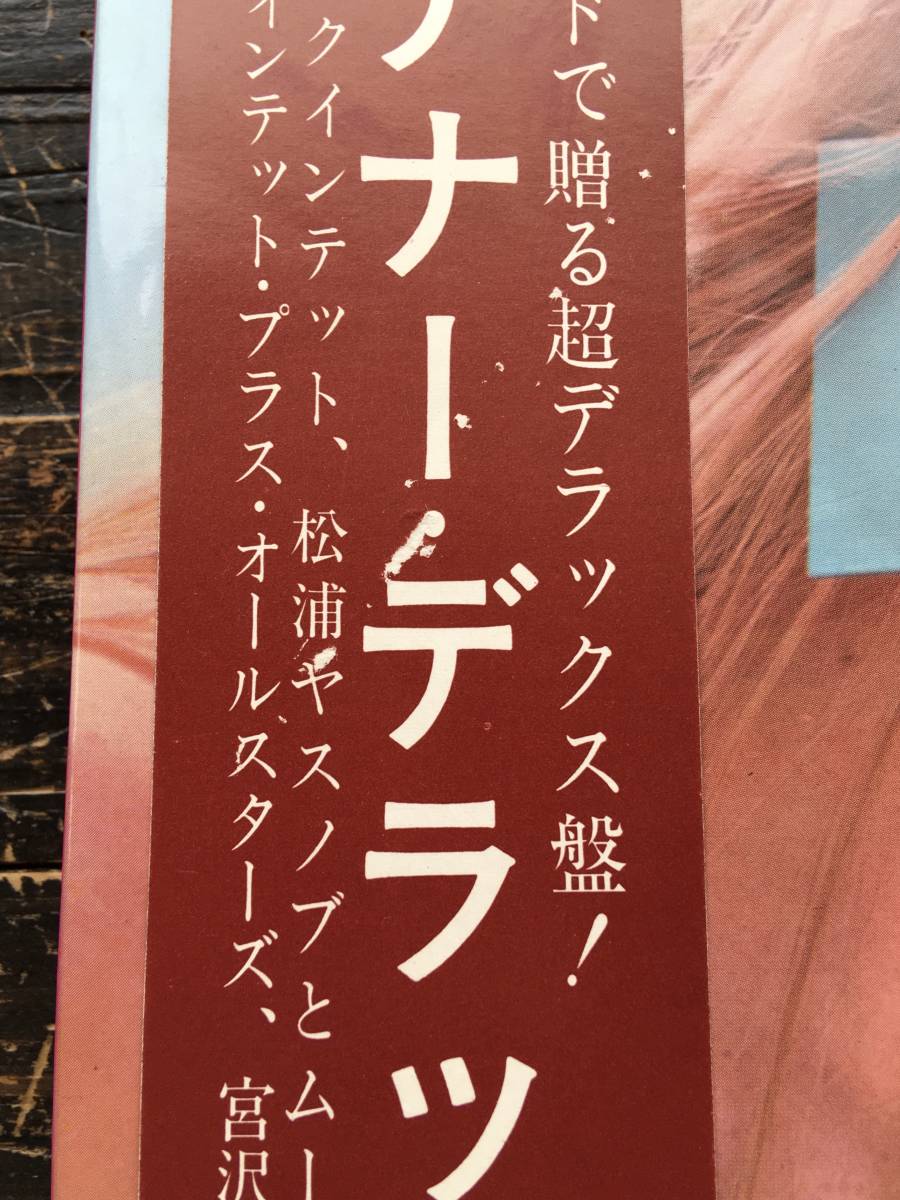 ドで贈る超デラックス盤!
ナー・デラッ
クインテット、松浦ヤスノブとムー
インテット・プラス・オールスターズ、宮沢